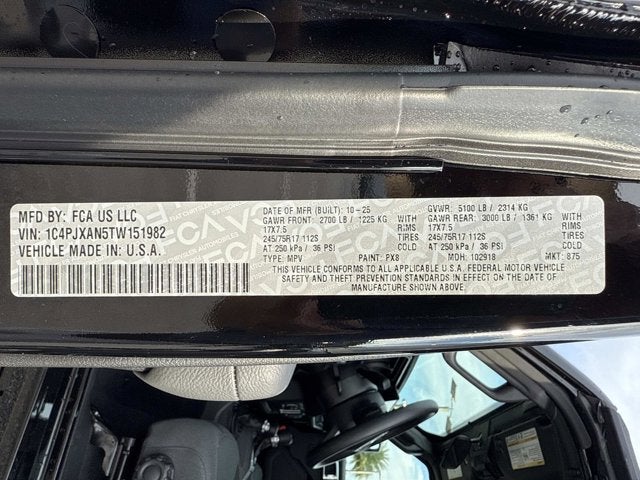 MFD BY: FCA US LLC
VIN: 1C4PJXAN5TW151982
VEHICLE MADE IN: U.S.A.
DATE OF MFR (BUILT): 10-25 GVWR: 5100 LB / 2314 KG
GAWR FRONT: 2700 LB / 1225 KG GAWR REAR: 3000 LB / 1361 KG
17X7.5 RIMS 17X7.5 RIMS
245/75R17 112S TIRES 245/75R17 112S TIRES
AT 250 kPa / 36 PSI AT 250 kPa / 36 PSI
TYPE: MPV PAINT: PX8 MDH: 102918 MKT: 875
THIS VEHICLE CONFORMS TO ALL APPLICABLE U.S.A. FEDERAL MOTOR VEHICLE
SAFETY AND THEFT PREVENTION STANDARDS IN EFFECT ON THE DATE OF
MANUFACTURE SHOWN ABOVE.